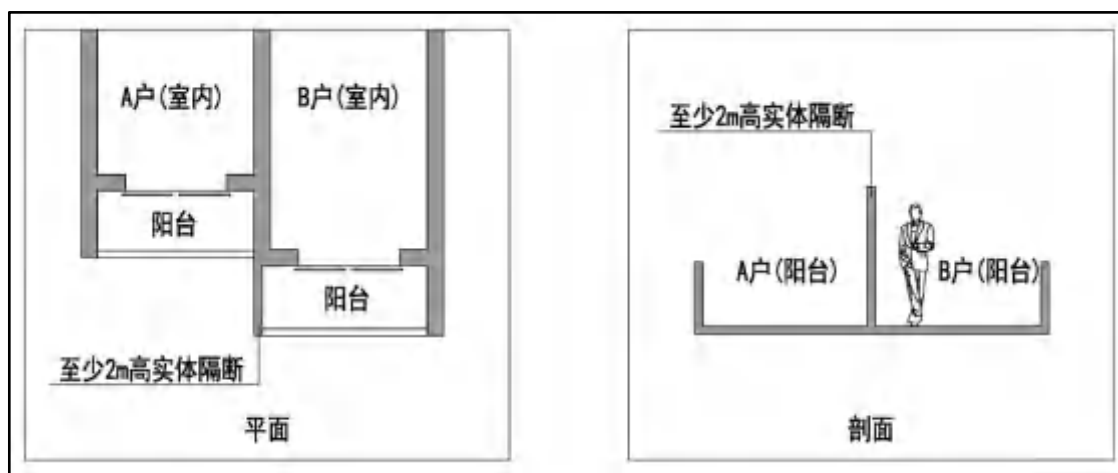 A户(室内)
B户(室内)
阳台
阳台
至少2m高实体隔断
平面
至少2m高实体隔断
A户(阳台)
B户(阳台)
剖面